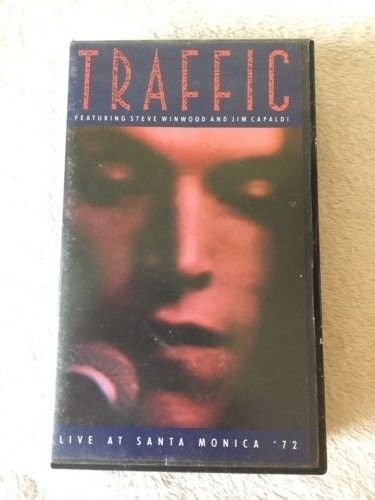 TRAFFIC
FEATURING STEVE WINWOOD AND JIM CAPALDI
LIVE AT SANTA MONICA '72